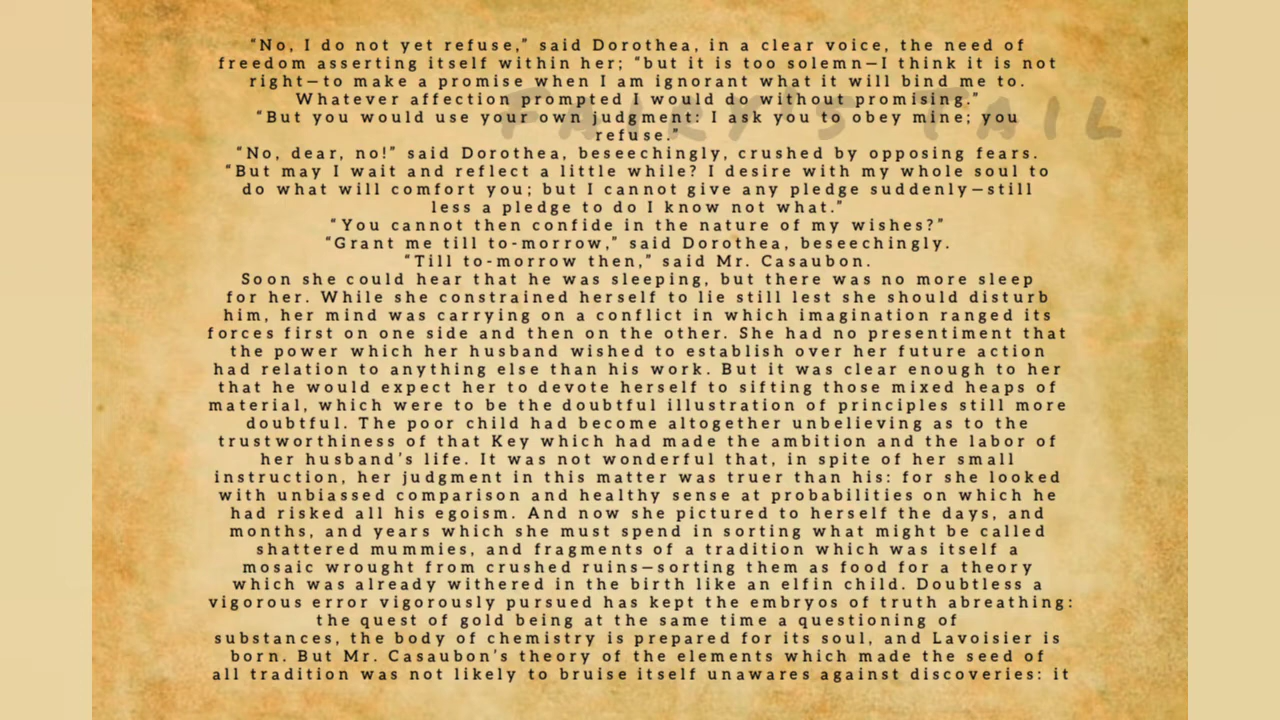 “No, I do not yet refuse,” said Dorothea, in a clear voice, the need of
freedom asserting itself within her; “but it is too solemn—I think it is not
right—to make a promise when I am ignorant what it will bind me to.
Whatever affection prompted I would do without promising.”
FAIRY'S TAIL
“But you would use your own judgment: I ask you to obey mine; you
refuse.”
“No, dear, no!” said Dorothea, beseechingly, crushed by opposing fears.
“But may I wait and reflect a little while? I desire with my whole soul to
do what will comfort you; but I cannot give any pledge suddenly—still
less a pledge to do I know not what.”
“You cannot then confide in the nature of my wishes?”
“Grant me till to-morrow,” said Dorothea, beseechingly.
“Till to-morrow then,” said Mr. Casaubon.
Soon she could hear that he was sleeping, but there was no more sleep
for her. While she constrained herself to lie still lest she should disturb
him, her mind was carrying on a conflict in which imagination ranged its
forces first on one side and then on the other. She had no presentiment that
the power which her husband wished to establish over her future action
had relation to anything else than his work. But it was clear enough to her
that he would expect her to devote herself to sifting those mixed heaps of
material, which were to be the doubtful illustration of principles still more
doubtful. The poor child had become altogether unbelieving as to the
trustworthiness of that Key which had made the ambition and the labor of
her husband’s life. It was not wonderful that, in spite of her small
instruction, her judgment in this matter was truer than his: for she looked
with unbiassed comparison and healthy sense at probabilities on which he
had risked all his egoism. And now she pictured to herself the days, and
months, and years which she must spend in sorting what might be called
shattered mummies, and fragments of a tradition which was itself a
mosaic wrought from crushed ruins—sorting them as food for a theory
which was already withered in the birth like an elfin child. Doubtless a
vigorous error vigorously pursued has kept the embryos of truth abreathing:
the quest of gold being at the same time a questioning of
substances, the body of chemistry is prepared for its soul, and Lavoisier is
born. But Mr. Casaubon’s theory of the elements which made the seed of
all tradition was not likely to bruise itself unawares against discoveries: it